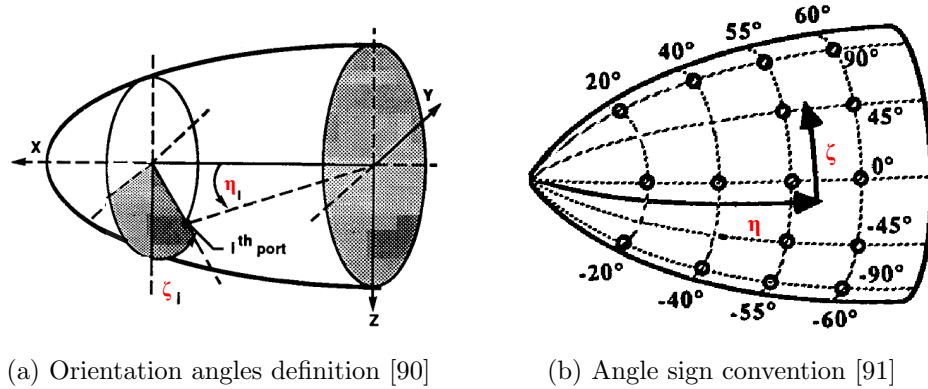 X
Y
η i
i th port
ζ i
Z
(a) Orientation angles definition [90]
60°
55°
40°
20°
90°
45°
ζ
0°
η
-45°
-20°
-90°
-40°
-55°
-60°
(b) Angle sign convention [91]